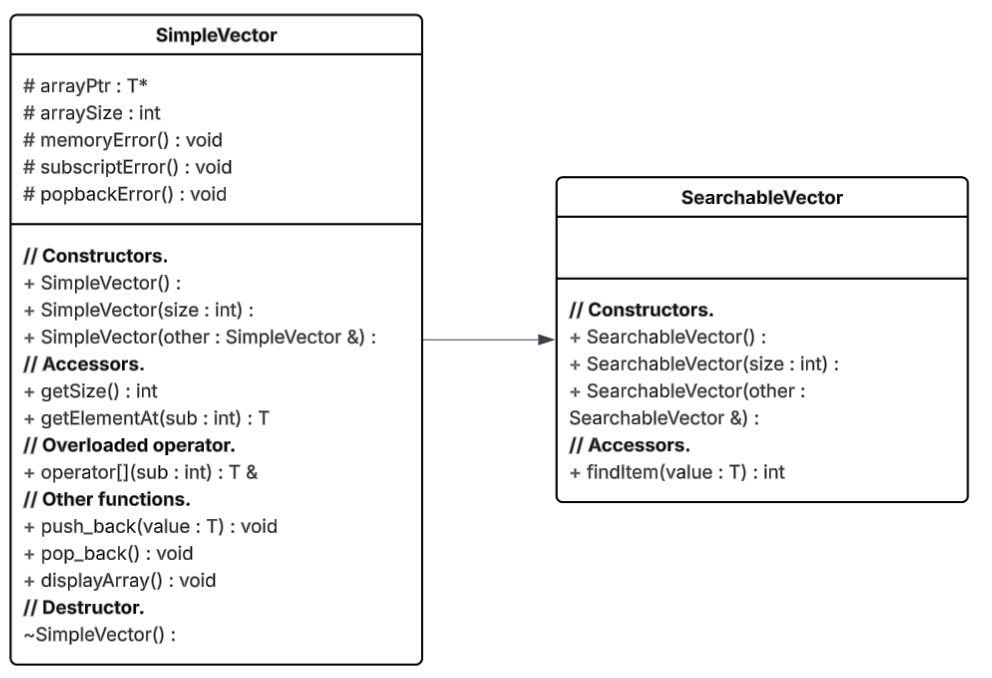 SimpleVector
# arrayPtr : T*
# arraySize : int
# memoryError() : void
# subscriptError() : void
# popbackError() : void
// Constructors.
+ SimpleVector() :
+ SimpleVector(size : int) :
+ SimpleVector(other : SimpleVector &) :
// Accessors.
+ getSize() : int
+ getElementAt(sub : int) : T
// Overloaded operator.
+ operator[](sub : int) : T &
// Other functions.
+ push_back(value : T) : void
+ pop_back() : void
+ displayArray() : void
// Destructor.
~SimpleVector() :
SearchableVector
// Constructors.
+ SearchableVector() :
+ SearchableVector(size : int) :
+ SearchableVector(other :
SearchableVector &) :
// Accessors.
+ findItem(value : T) : int